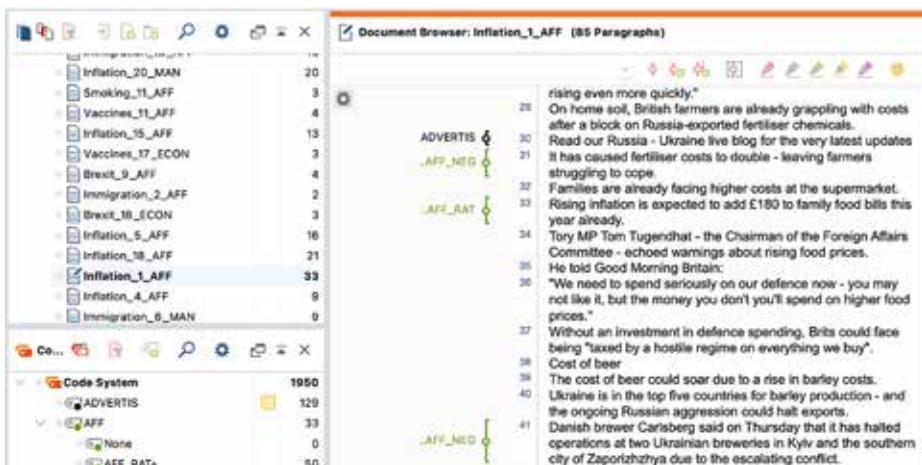 Inflation_20_MAN 20
Smoking_11_AFF 3
Vaccines_11_AFF 4
Inflation_15_AFF 13
Vaccines_17_ECON 3
Brexit_9_AFF 4
Immigration_2_AFF 2
Brexit_18_ECON 3
Inflation_5_AFF 16
Inflation_18_AFF 21
Inflation_1_AFF 33
Inflation_4_AFF 9
Immigration_6_MAN 9
Co...
Code System 1950
ADVERTIS 129
AFF 33
None 0
AFF_RAT+ 50
Document Browser: Inflation_1_AFF (85 Paragraphs)
rising even more quickly."
29 On home soil, British farmers are already grappling with costs
after a block on Russia-exported fertiliser chemicals.
ADVERTIS 30 Read our Russia - Ukraine live blog for the very latest updates
..AFF_NEG 31 It has caused fertiliser costs to double - leaving farmers
struggling to cope.
32 Families are already facing higher costs at the supermarket.
..AFF_RAT 33 Rising inflation is expected to add £180 to family food bills this
year already.
34 Tory MP Tom Tugendhat - the Chairman of the Foreign Affairs
Committee - echoed warnings about rising food prices.
35 He told Good Morning Britain:
36 "We need to spend seriously on our defence now - you may
not like it, but the money you don't you'll spend on higher food
prices."
37 Without an investment in defence spending, Brits could face
being "taxed by a hostile regime on everything we buy".
38 Cost of beer
39 The cost of beer could soar due to a rise in barley costs.
40 Ukraine is in the top five countries for barley production - and
the ongoing Russian aggression could halt exports.
..AFF_NEG 41 Danish brewer Carlsberg said on Thursday that it has halted
operations at two Ukrainian breweries in Kyiv and the southern
city of Zaporizhzhya due to the escalating conflict.